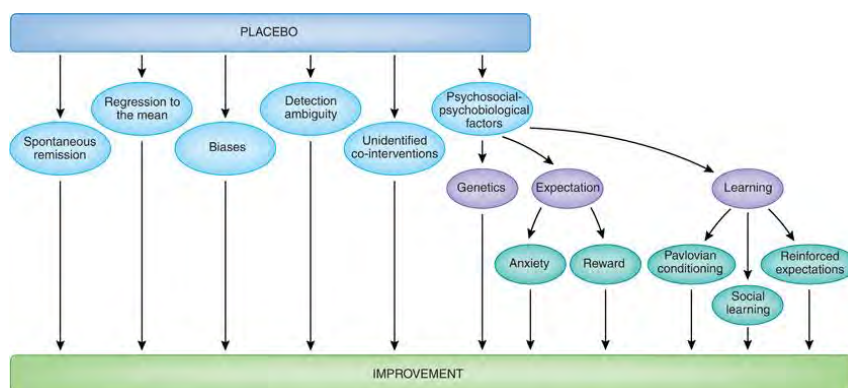 PLACEBO
Regression to
the mean
Detection
ambiguity
Psychosocial-
psychobiological
factors
Spontaneous
remission
Biases
Unidentified
co-interventions
Genetics
Expectation
Learning
Anxiety
Reward
Pavlovian
conditioning
Reinforced
expectations
Social
learning
IMPROVEMENT